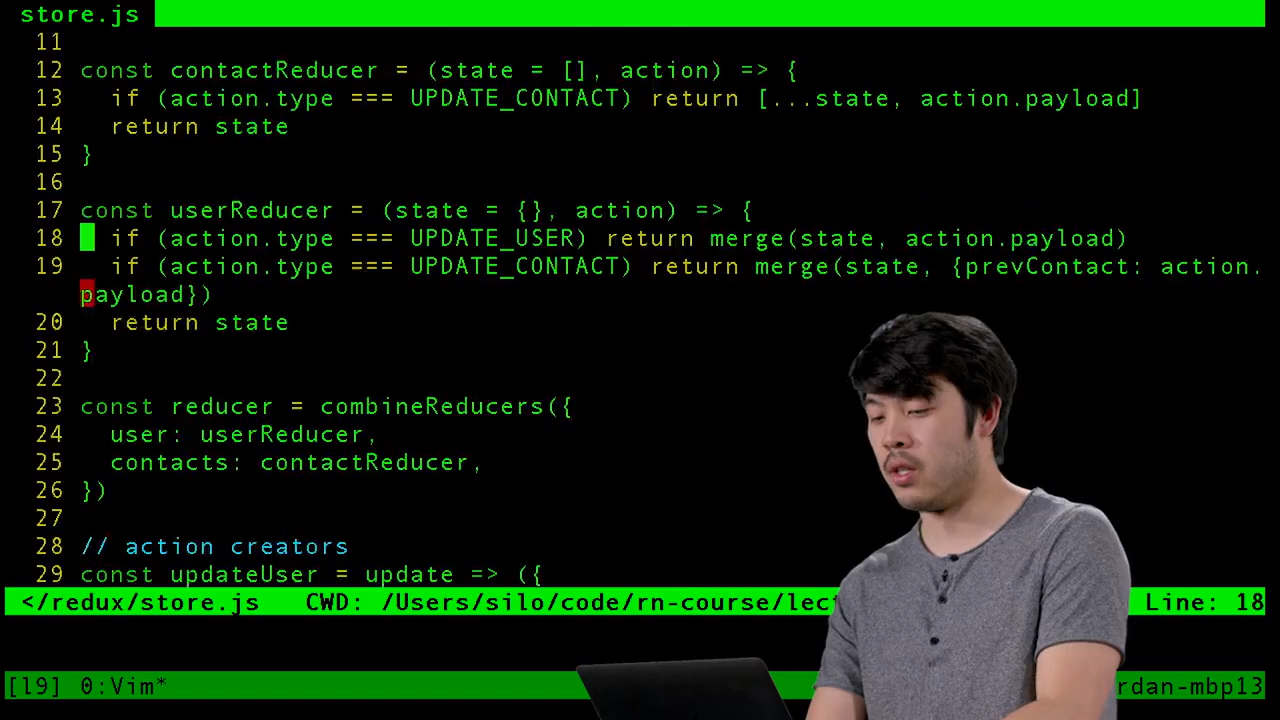 store.js
11
12 const contactReducer = (state = [], action) => {
13   if (action.type === UPDATE_CONTACT) return [...state, action.payload]
14   return state
15 }
16
17 const userReducer = (state = {}, action) => {
18   if (action.type === UPDATE_USER) return merge(state, action.payload)
19   if (action.type === UPDATE_CONTACT) return merge(state, {prevContact: action.
payload})
20   return state
21 }
22
23 const reducer = combineReducers({
24   user: userReducer,
25   contacts: contactReducer,
26 })
27
28 // action creators
29 const updateUser = update => ({
</redux/store.js   CWD: /Users/silo/code/rn-course/lec Line: 18
[l9] 0:Vim* rdan-mbp13